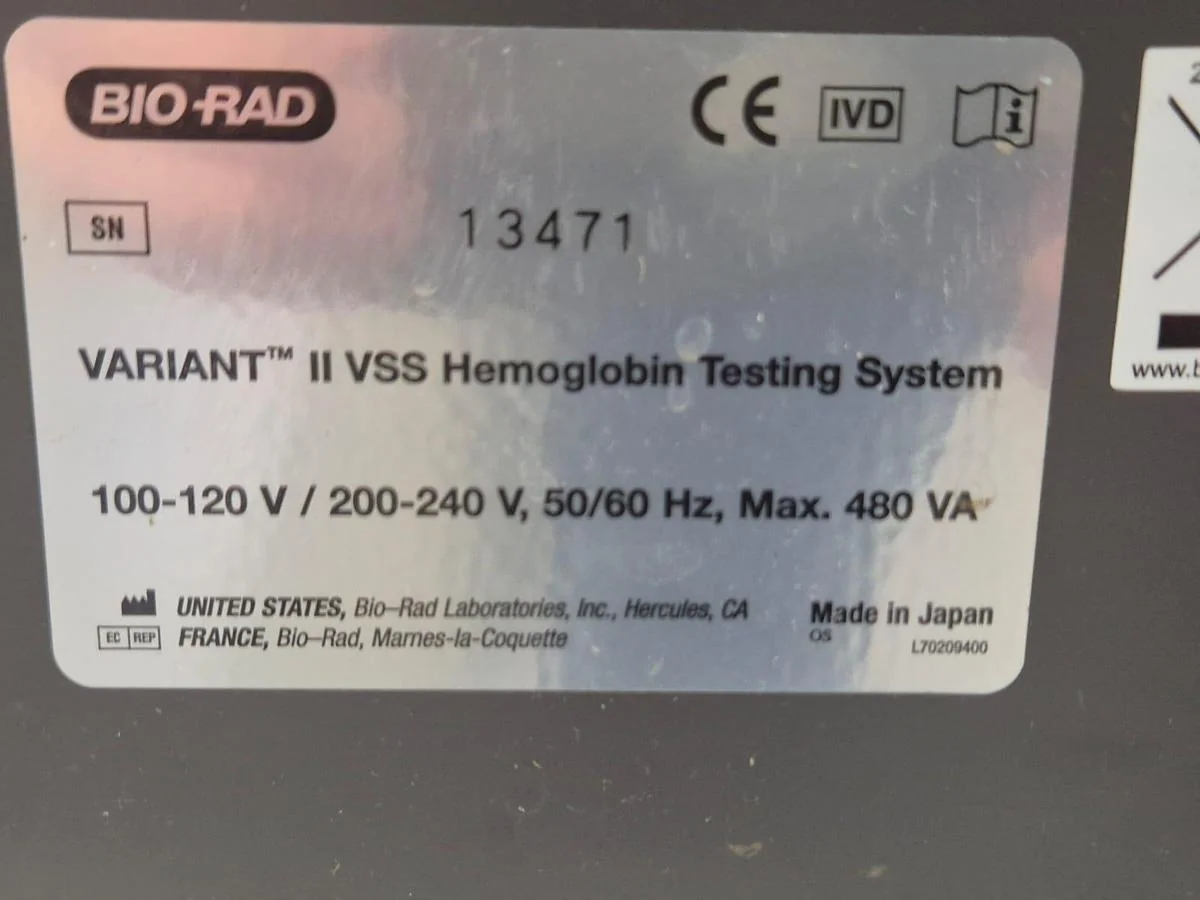 BIO-RAD
CE IVD i
SN 13471
VARIANT™ II VSS Hemoglobin Testing System
100-120 V / 200-240 V, 50/60 Hz, Max. 480 VA
UNITED STATES, Bio-Rad Laboratories, Inc., Hercules, CA
EC REP FRANCE, Bio-Rad, Marnes-la-Coquette
Made in Japan
OS L70209400
www.b